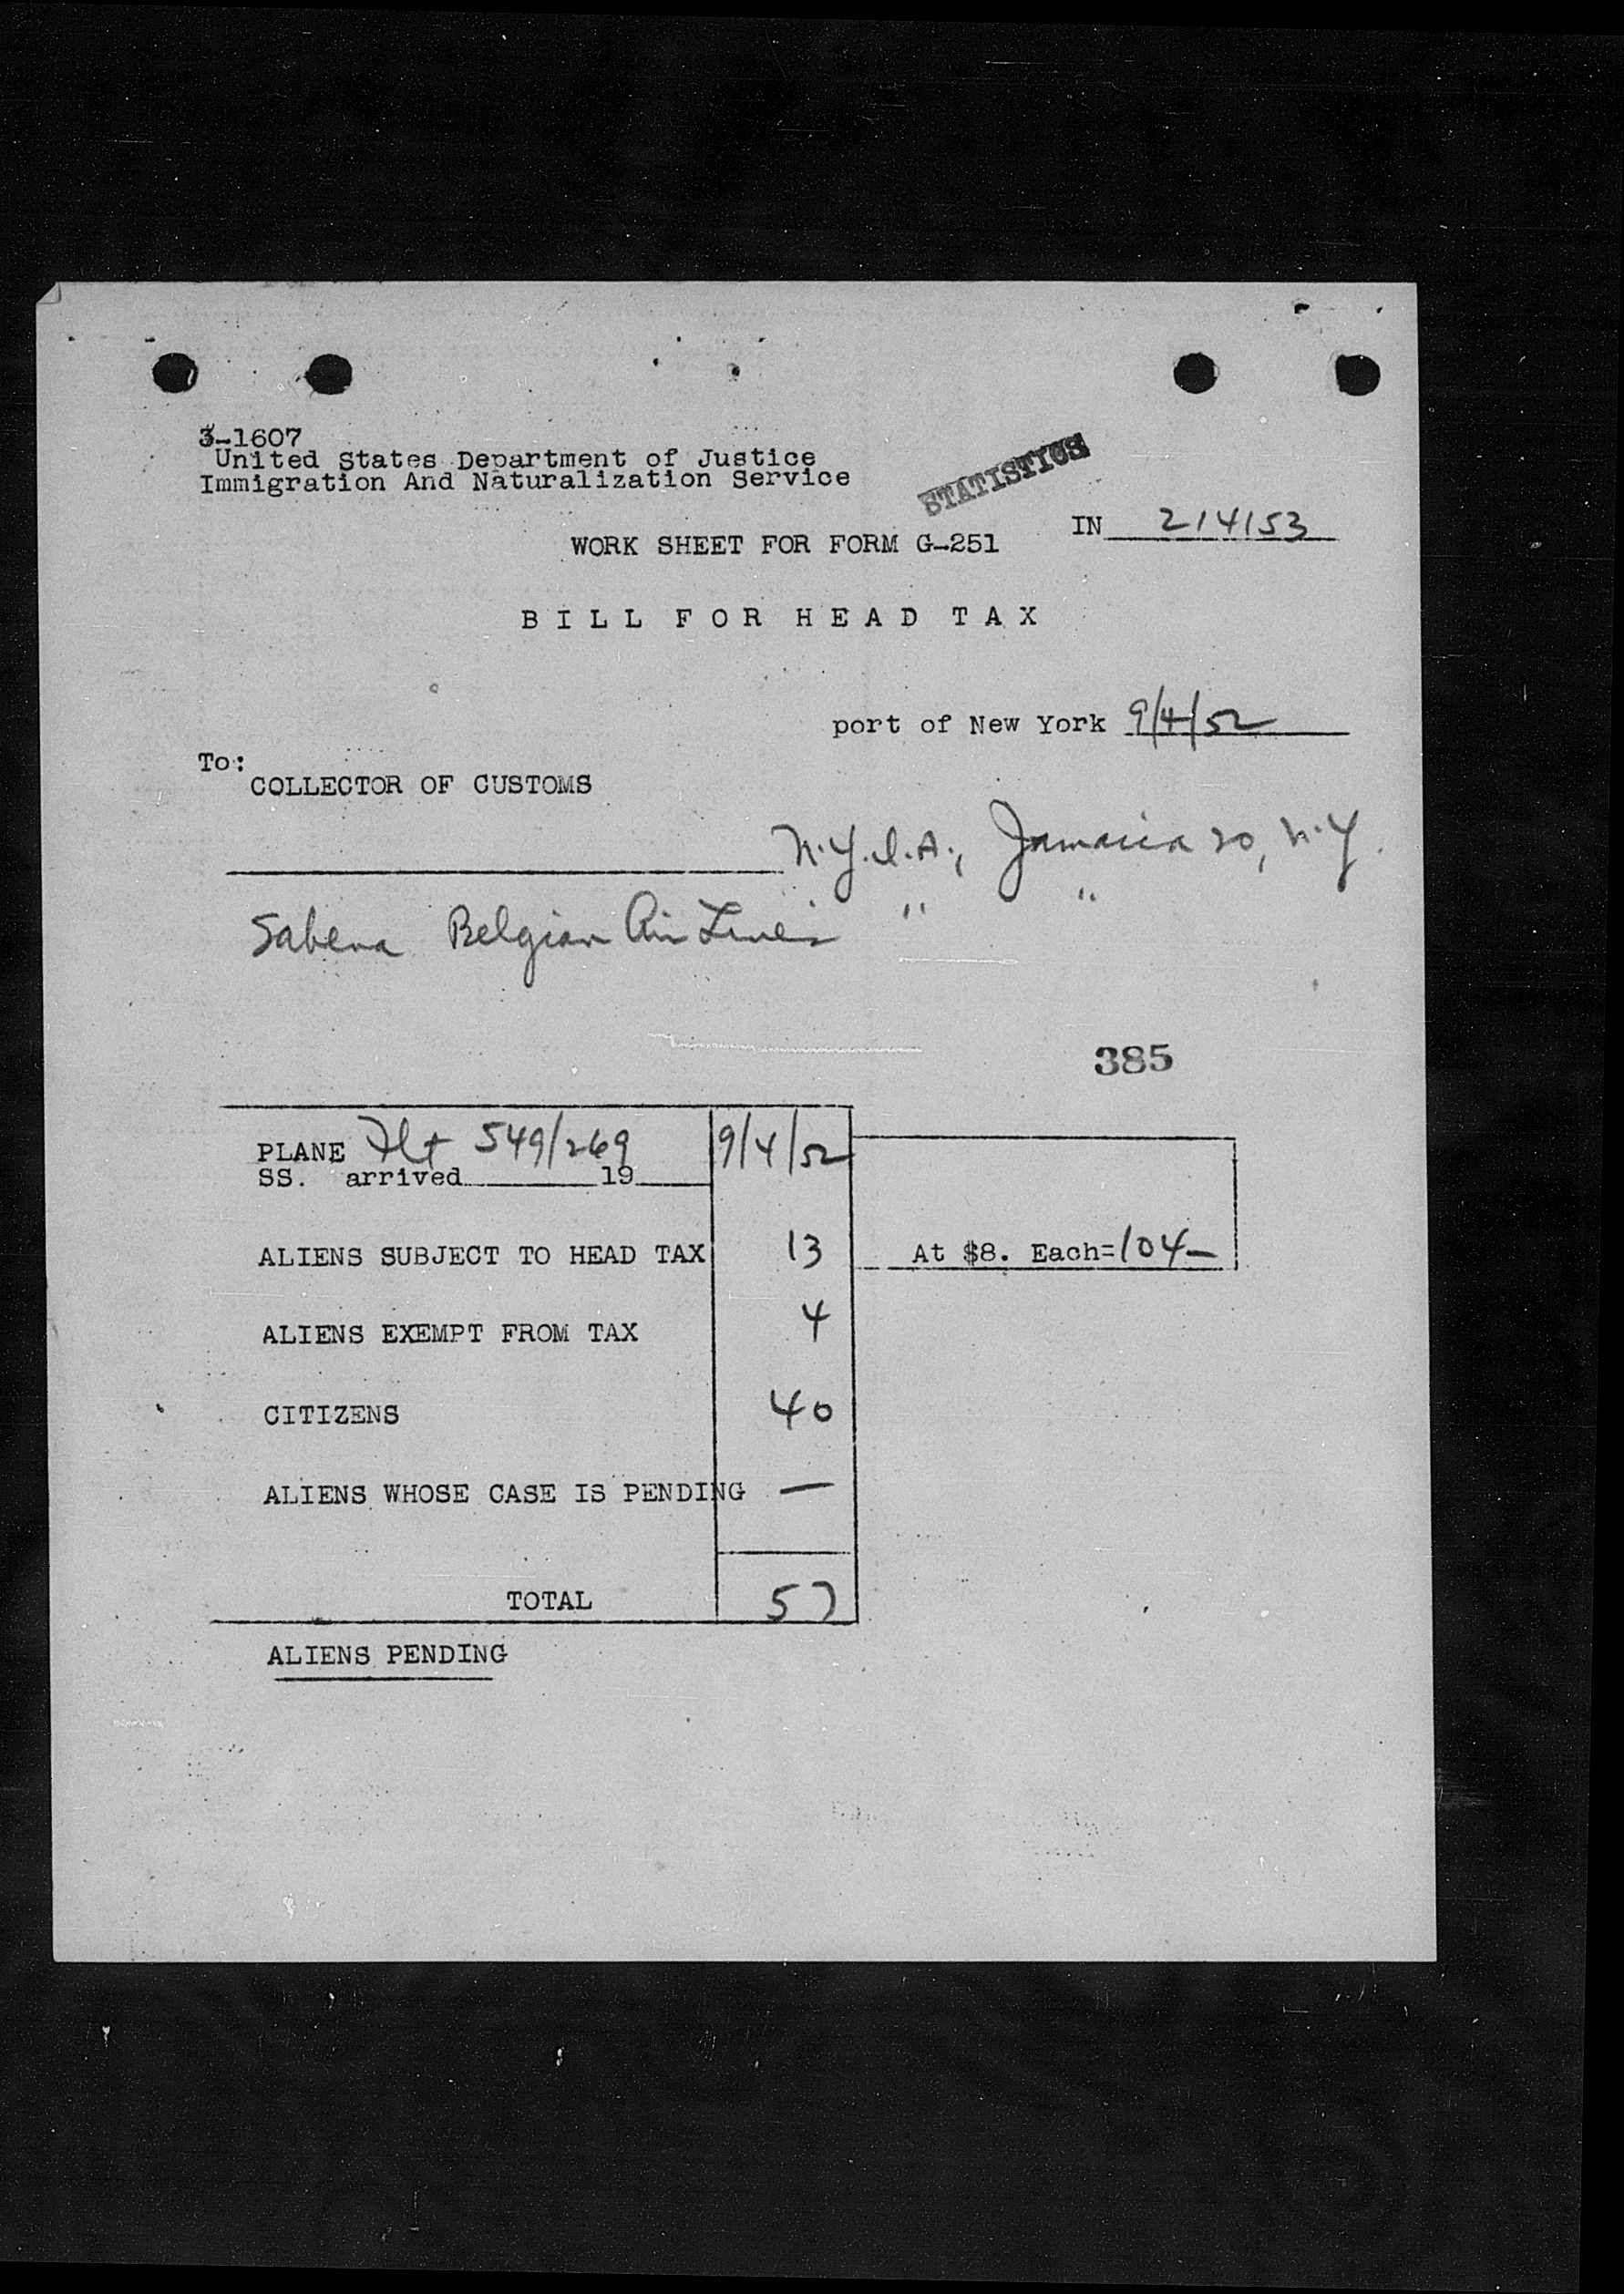 3-1607
United States Department of Justice
Immigration And Naturalization Service
STATISTICS
IN 214153
WORK SHEET FOR FORM G-251
BILL FOR HEAD TAX
port of New York 9/4/52
To:
COLLECTOR OF CUSTOMS
N.Y.I.A., Jamaica 20, N.Y.
Sabena Belgian Air Lines " "
385
PLANE Flt 549/269 9/4/52
SS. arrived 19
ALIENS SUBJECT TO HEAD TAX 13 At $8. Each=104-
ALIENS EXEMPT FROM TAX 4
CITIZENS 40
ALIENS WHOSE CASE IS PENDING —
TOTAL 57
ALIENS PENDING